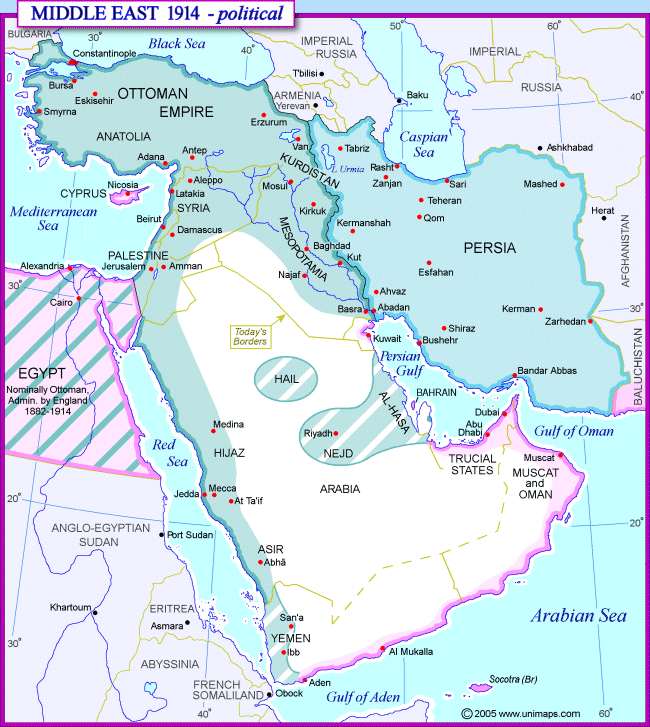 MIDDLE EAST 1914 - political
BULGARIA
30
Black Sea
40
IMPERIAL
RUSSIA
50
IMPERIAL
RUSSIA
60
Constantinople
T'bilisi
Bursa
Eskisehir
OTTOMAN
EMPIRE
ARMENIA
Yerevan
Baku
40
Smyrna
ANATOLIA
Erzurum
Caspian
Sea
Ashkhabad
Van
Tabriz
Antep
Adana
KURDISTAN
L Urmia
Rasht
Zanjan
Sari
Mashed
Nicosia
CYPRUS
Aleppo
Latakia
SYRIA
Mosul
Kirkuk
Teheran
Qom
Herat
Mediterranean
Sea
Beirut
Damascus
MESOPOTAMIA
Kermanshah
PERSIA
AFGHANISTAN
PALESTINE
Jerusalem
Amman
Baghdad
Kut
Najaf
Esfahan
Alexandria
30
Cairo
Ahvaz
Abadan
Basra
Kerman
30
Zarhedan
Today's
Borders
Kuwait
Shiraz
Bushehr
Persian
Gulf
BALUCHISTAN
EGYPT
Nominally Ottoman,
Admin. by England
1882-1914
HAIL
AL-HASA
BAHRAIN
Bandar Abbas
Dubai
Abu
Dhabi
Gulf of Oman
Medina
Riyadh
NEJD
TRUCIAL
STATES
Muscat
MUSCAT
and
OMAN
Red
Sea
HIJAZ
Jedda
Mecca
At Ta'if
ARABIA
20
20
ANGLO-EGYPTIAN
SUDAN
Port Sudan
ASIR
Abhā
Khartoum
ERITREA
Asmara
San'a
YEMEN
Ibb
Arabian Sea
30
Al Mukalla
ABYSSINIA
FRENCH
SOMALILAND
Obock
Aden
Gulf of Aden
Socotra (Br)
40
50
60
© 2005 www.unimaps.com